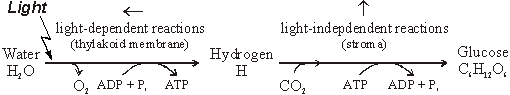 Light
light-dependent reactions
(thylakoid membrane)
light-indepdent reactions
(stroma)
Water
H₂O
O₂ ADP + Pᵢ ATP
Hydrogen
H
CO₂ ATP ADP + Pᵢ
Glucose
C₆H₁₂O₆